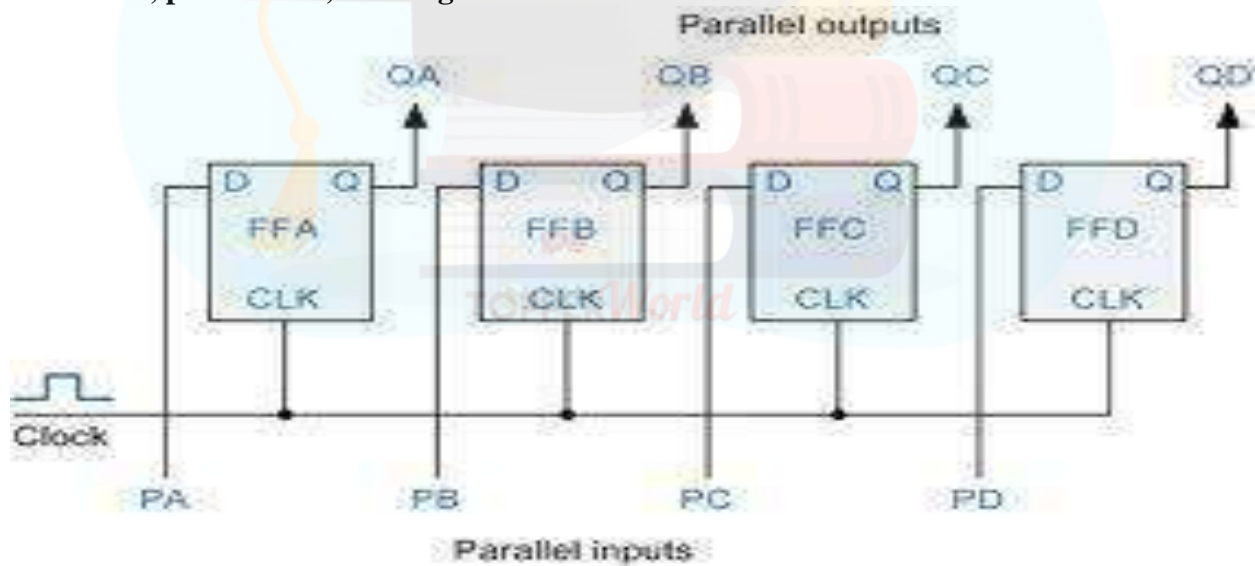 Parallel outputs
QA QB QC QD
D Q D Q D Q D Q
FFA FFB FFC FFD
CLK CLK CLK CLK
World
Clock
PA PB PC PD
Parallel inputs